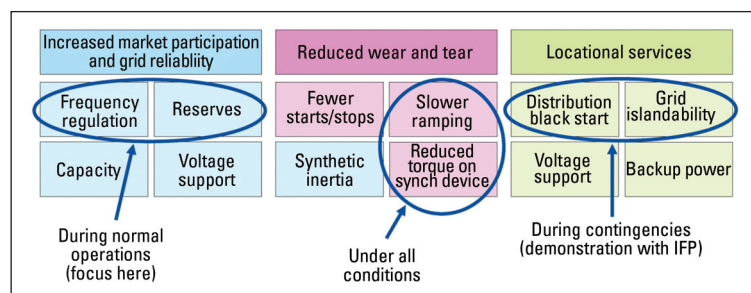 Increased market participation
and grid reliabliity
Reduced wear and tear
Locational services
Frequency
regulation
Reserves
Fewer
starts/stops
Slower
ramping
Distribution
black start
Grid
islandability
Capacity
Voltage
support
Synthetic
inertia
Reduced
torque on
synch device
Voltage
support
Backup power
During normal
operations
(focus here)
Under all
conditions
During contingencies
(demonstration with IFP)